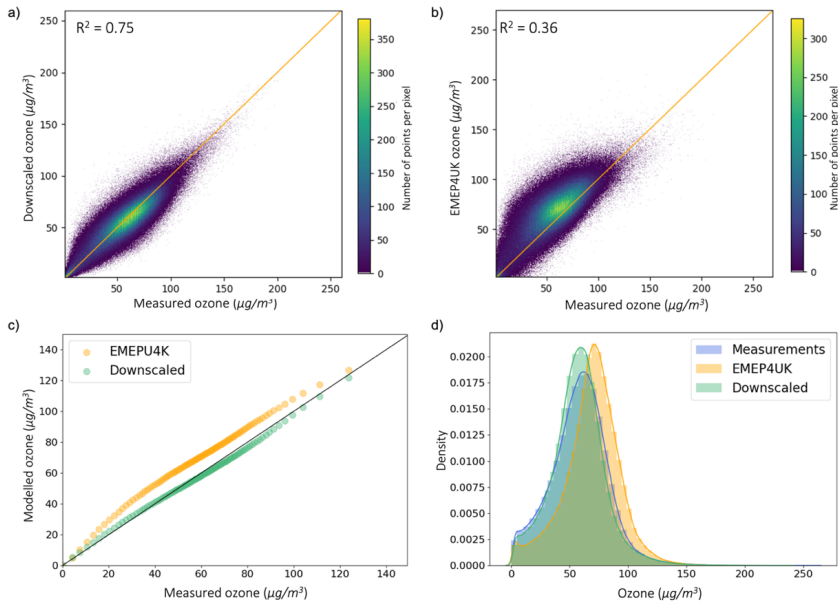 a)
R² = 0.75
Downscaled ozone (μg/m³)
250
200
150
100
50
50 100 150 200 250
Measured ozone (μg/m³)
350
300
250
200
150
100
50
0
Number of points per pixel
b)
R² = 0.36
EMEP4UK ozone (μg/m³)
250
200
150
100
50
50 100 150 200 250
Measured ozone (μg/m³)
300
250
200
150
100
50
0
Number of points per pixel
c)
EMEPU4K
Downscaled
Modelled ozone (μg/m³)
140
120
100
80
60
40
20
0
0 20 40 60 80 100 120 140
Measured ozone (μg/m³)
d)
Measurements
EMEP4UK
Downscaled
Density
0.0200
0.0175
0.0150
0.0125
0.0100
0.0075
0.0050
0.0025
0.0000
0 50 100 150 200 250
Ozone (μg/m³)